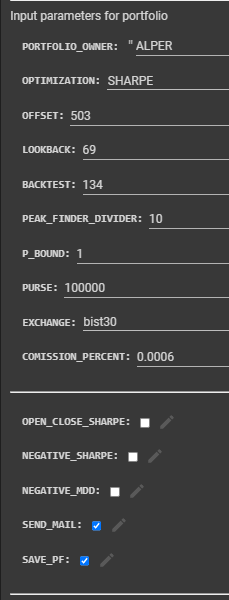 Input parameters for portfolio
PORTFOLIO_OWNER: " ALPER
OPTIMIZATION: SHARPE
OFFSET: 503
LOOKBACK: 69
BACKTEST: 134
PEAK_FINDER_DIVIDER: 10
P_BOUND: 1
PURSE: 100000
EXCHANGE: bist30
COMISSION_PERCENT: 0.0006
OPEN_CLOSE_SHARPE:
NEGATIVE_SHARPE:
NEGATIVE_MDD:
SEND_MAIL:
SAVE_PF: